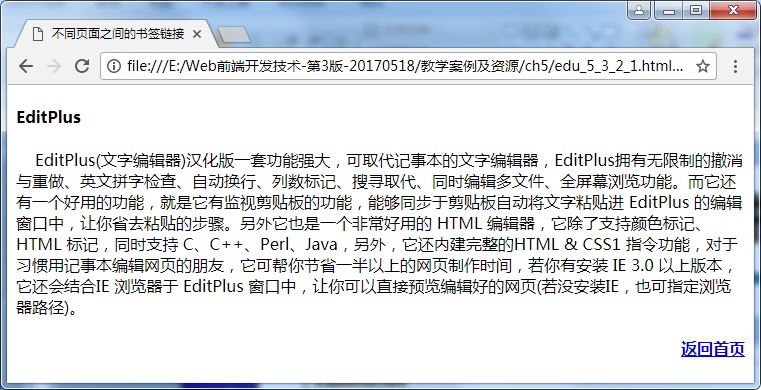 不同页面之间的书签链接
file:///E:/Web前端开发技术-第3版-20170518/教学案例及资源/ch5/edu_5_3_2_1.html...
EditPlus
EditPlus(文字编辑器)汉化版一套功能强大，可取代记事本的文字编辑器，EditPlus拥有无限制的撤消
与重做、英文拼字检查、自动换行、列数标记、搜寻取代、同时编辑多文件、全屏幕浏览功能。而它还
有一个好用的功能，就是它有监视剪贴板的功能，能够同步于剪贴板自动将文字粘贴进 EditPlus 的编辑
窗口中，让你省去粘贴的步骤。另外它也是一个非常好用的 HTML 编辑器，它除了支持颜色标记、
HTML 标记，同时支持 C、C++、Perl、Java，另外，它还内建完整的HTML & CSS1 指令功能，对于
习惯用记事本编辑网页的朋友，它可帮你节省一半以上的网页制作时间，若你有安装 IE 3.0 以上版本，
它还会结合IE 浏览器于 EditPlus 窗口中，让你可以直接预览编辑好的网页(若没安装IE，也可指定浏览
器路径)。
返回首页